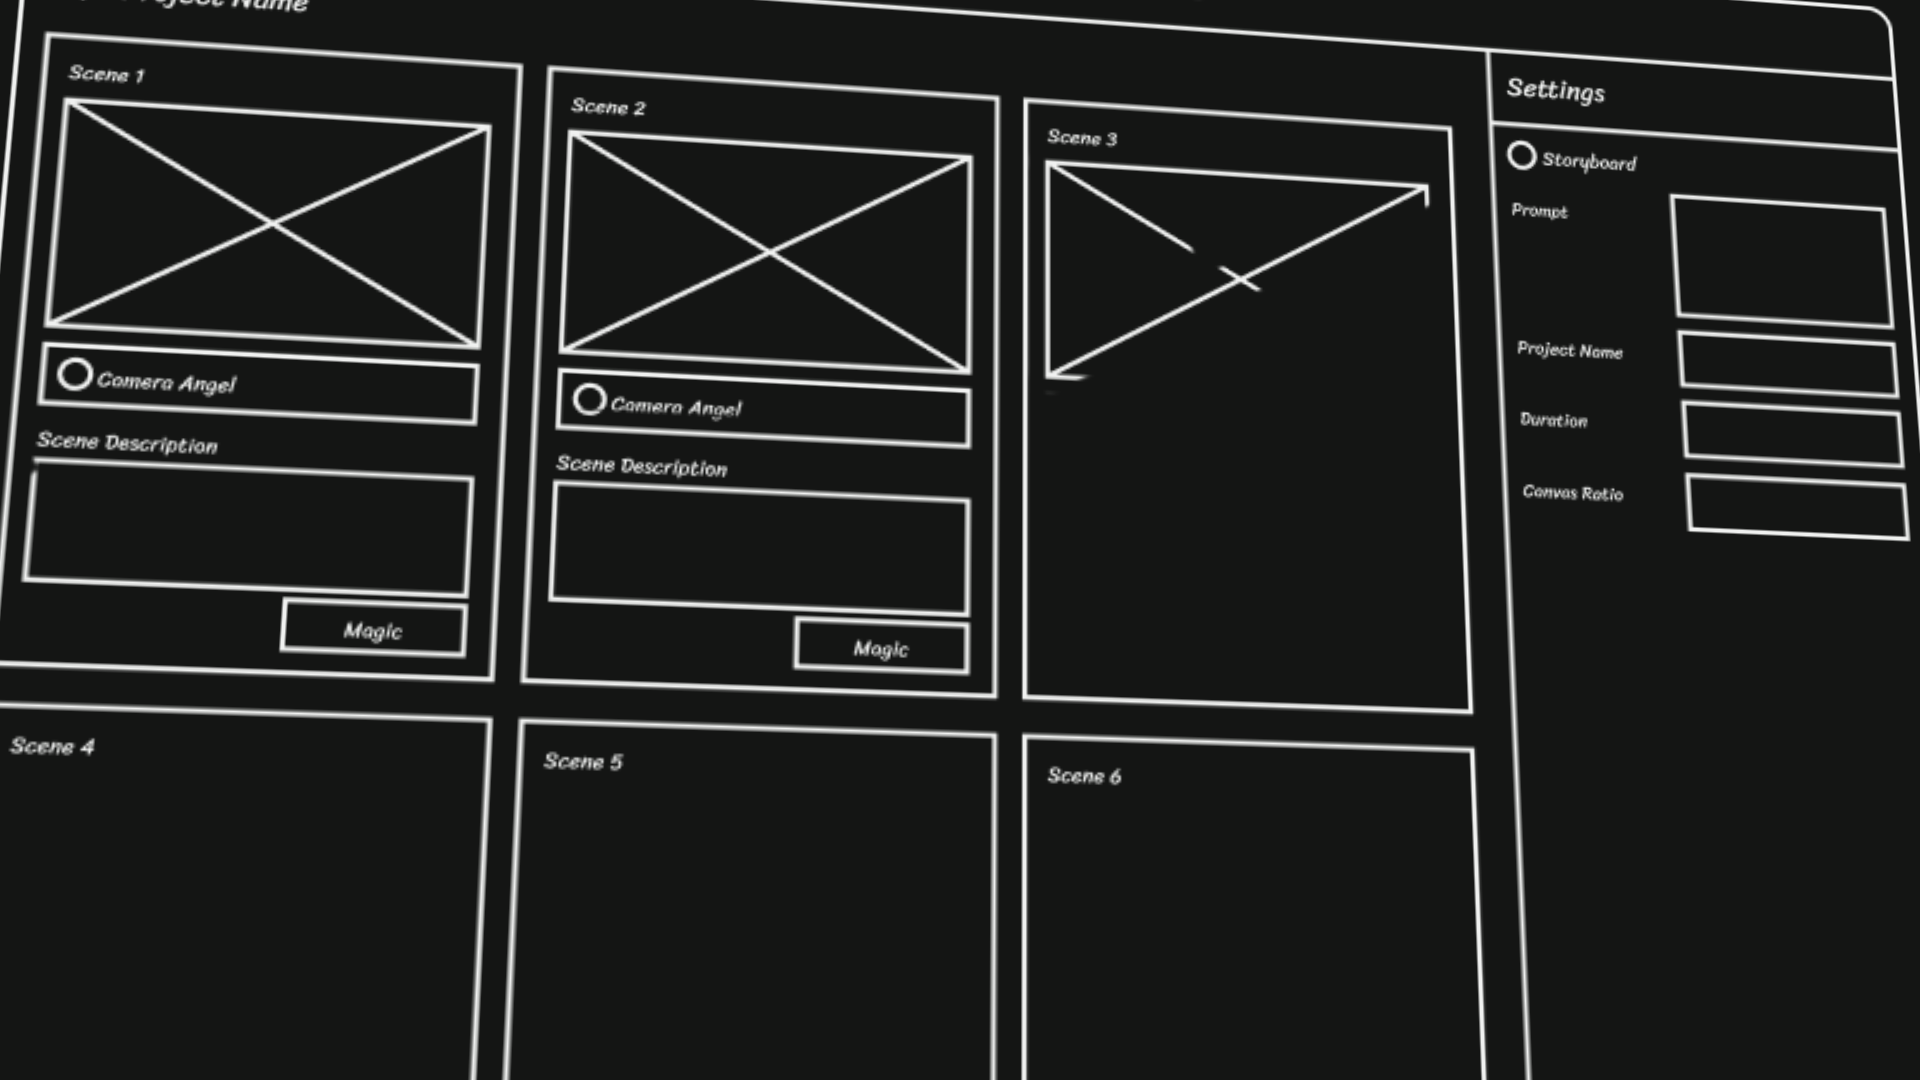 Project Name
Scene 1
Camera Angel
Scene Description
Magic
Scene 2
Camera Angel
Scene Description
Magic
Scene 3
Scene 4
Scene 5
Scene 6
Settings
Storyboard
Prompt
Project Name
Duration
Canvas Ratio